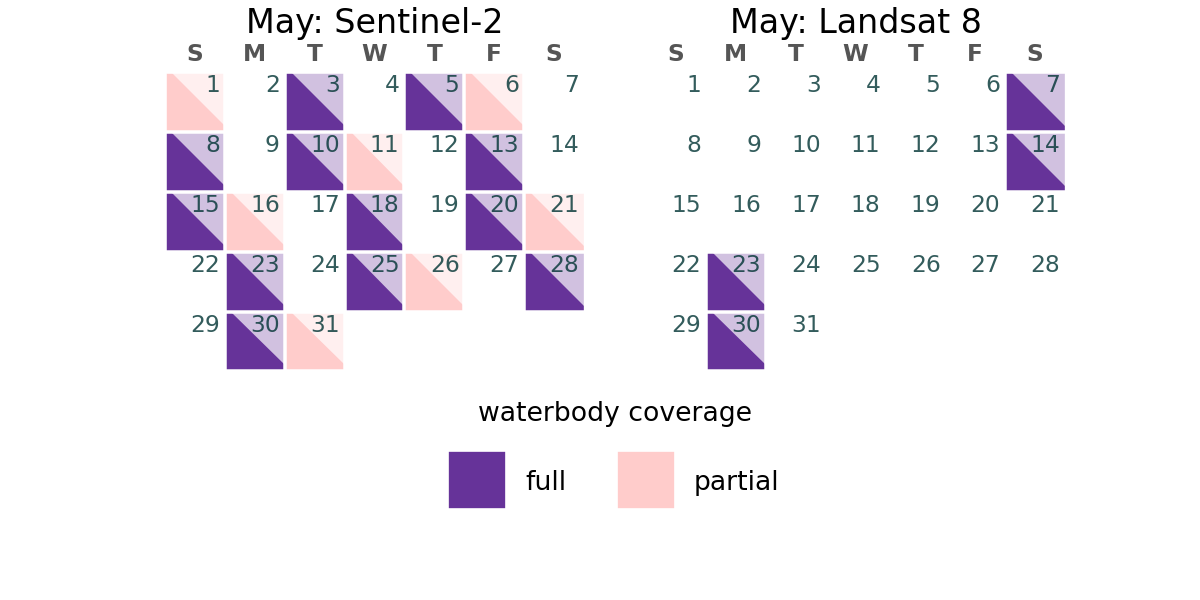 May: Sentinel-2
S M T W T F S
1 2 3 4 5 6 7
8 9 10 11 12 13 14
15 16 17 18 19 20 21
22 23 24 25 26 27 28
29 30 31
May: Landsat 8
S M T W T F S
1 2 3 4 5 6 7
8 9 10 11 12 13 14
15 16 17 18 19 20 21
22 23 24 25 26 27 28
29 30 31
waterbody coverage
full partial